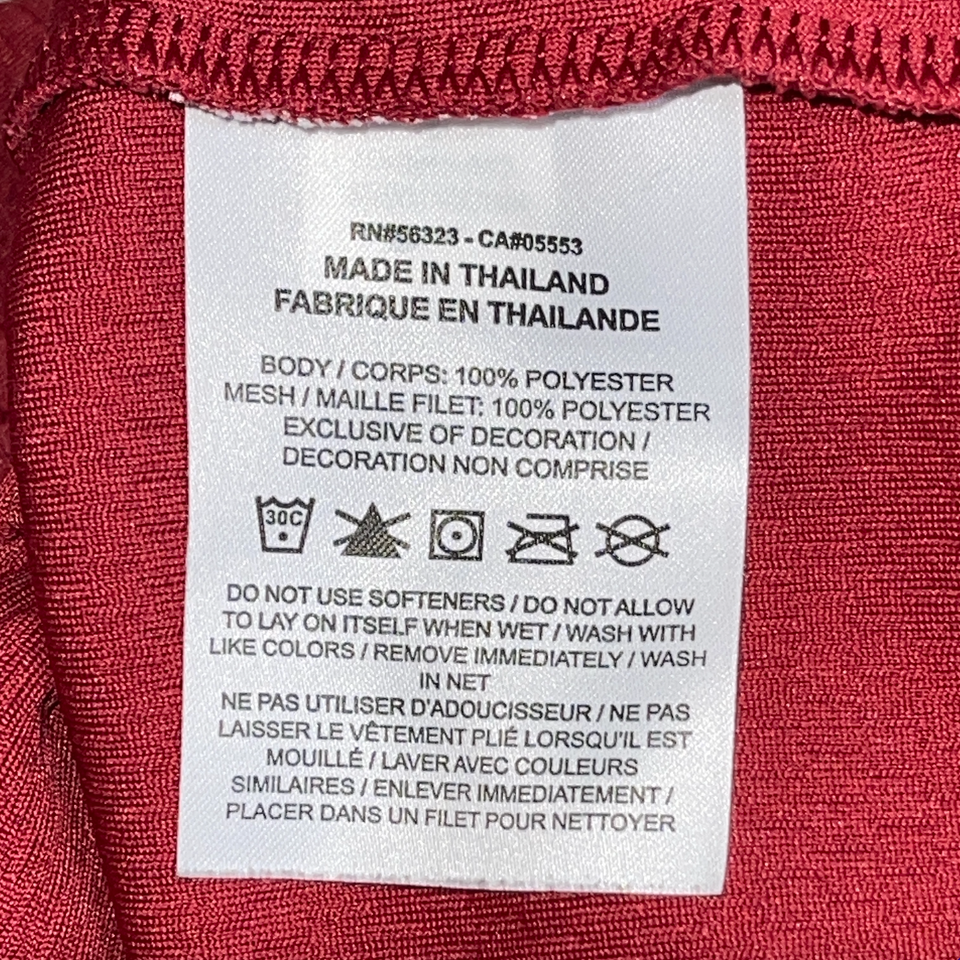 RN#56323 - CA#05553
MADE IN THAILAND
FABRIQUE EN THAILANDE
BODY / CORPS: 100% POLYESTER
MESH / MAILLE FILET: 100% POLYESTER
EXCLUSIVE OF DECORATION /
DECORATION NON COMPRISE
30C
DO NOT USE SOFTENERS / DO NOT ALLOW
TO LAY ON ITSELF WHEN WET / WASH WITH
LIKE COLORS / REMOVE IMMEDIATELY / WASH
IN NET
NE PAS UTILISER D'ADOUCISSEUR / NE PAS
LAISSER LE VÊTEMENT PLIÉ LORSQU'IL EST
MOUILLÉ / LAVER AVEC COULEURS
SIMILAIRES / ENLEVER IMMEDIATEMENT /
PLACER DANS UN FILET POUR NETTOYER